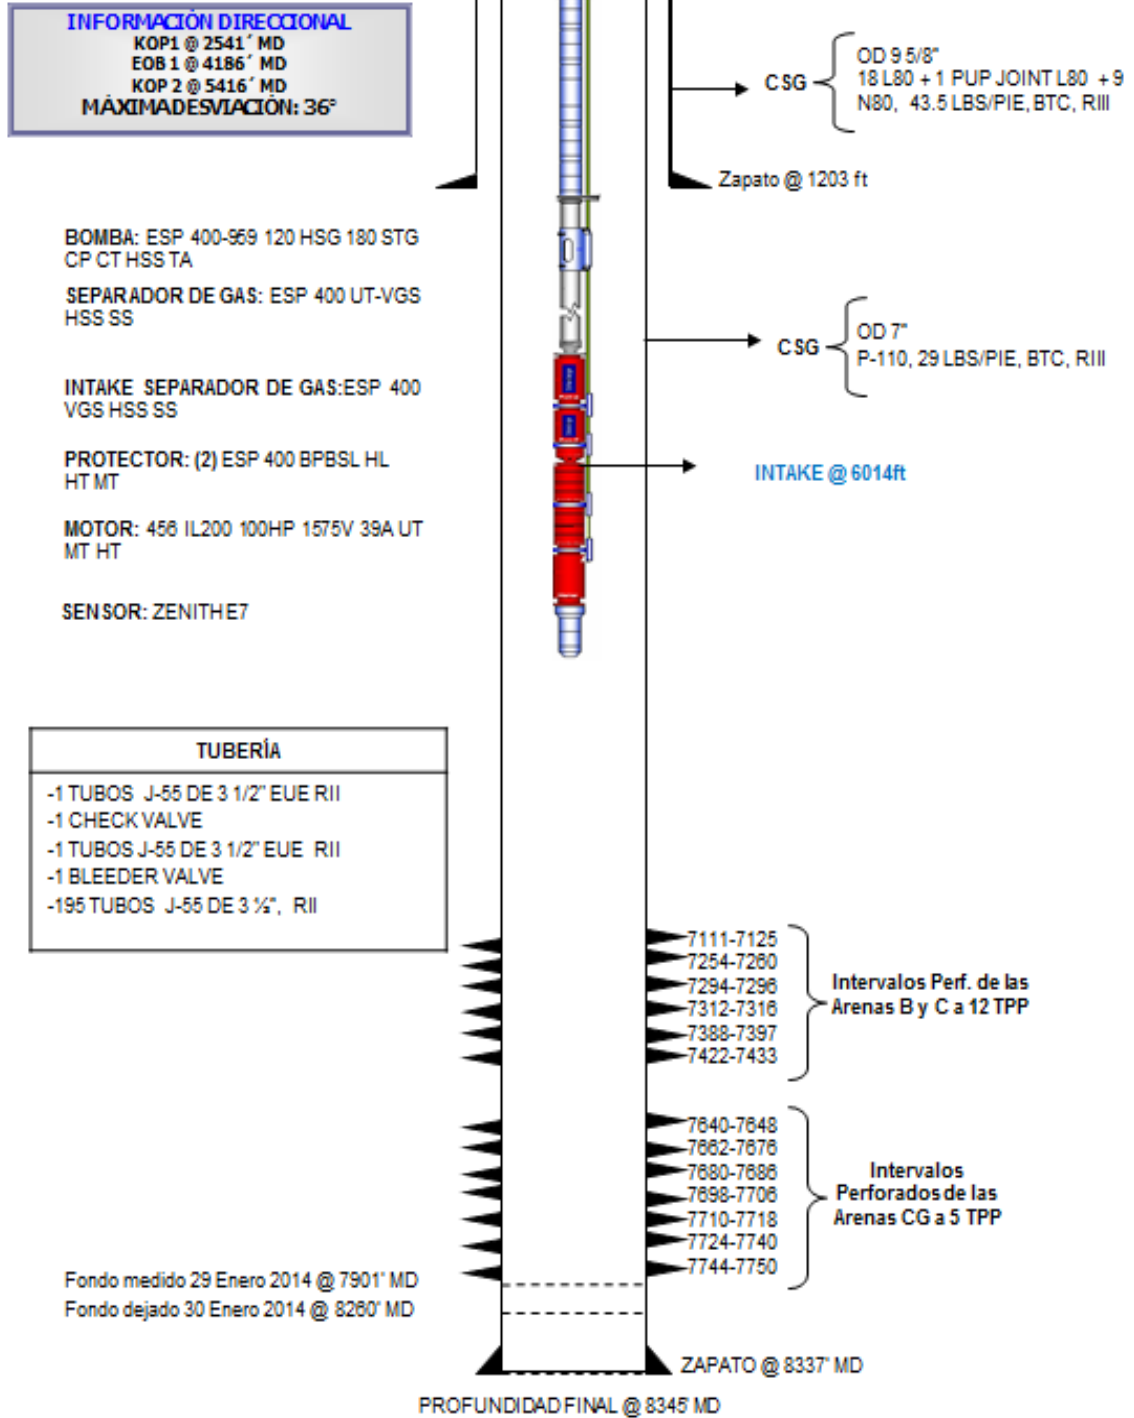 INFORMACIÓN DIRECCIONAL
KOP1 @ 2541´ MD
EOB 1 @ 4186´ MD
KOP 2 @ 5416´ MD
MÁXIMA DESVIACIÓN: 36°
CSG
OD 9 5/8"
18 L80 + 1 PUP JOINT L80 + 9
N80, 43.5 LBS/PIE, BTC, RIII
Zapato @ 1203 ft
BOMBA: ESP 400-959 120 HSG 180 STG
CP CT HSS TA
SEPARADOR DE GAS: ESP 400 UT-VGS
HSS SS
INTAKE SEPARADOR DE GAS:ESP 400
VGS HSS SS
PROTECTOR: (2) ESP 400 BPBSL HL
HT MT
MOTOR: 456 IL200 100HP 1575V 39A UT
MT HT
SENSOR: ZENITH E7
CSG
OD 7"
P-110, 29 LBS/PIE, BTC, RIII
INTAKE @ 6014ft
TUBERÍA
-1 TUBOS J-55 DE 3 1/2" EUE RII
-1 CHECK VALVE
-1 TUBOS J-55 DE 3 1/2" EUE RII
-1 BLEEDER VALVE
-195 TUBOS J-55 DE 3 ½", RII
7111-7125
7254-7260
7294-7296
7312-7316
7388-7397
7422-7433
Intervalos Perf. de las
Arenas B y C a 12 TPP
7640-7648
7662-7676
7680-7686
7698-7706
7710-7718
7724-7740
7744-7750
Intervalos
Perforados de las
Arenas CG a 5 TPP
Fondo medido 29 Enero 2014 @ 7901' MD
Fondo dejado 30 Enero 2014 @ 8260' MD
ZAPATO @ 8337' MD
PROFUNDIDAD FINAL @ 8345' MD